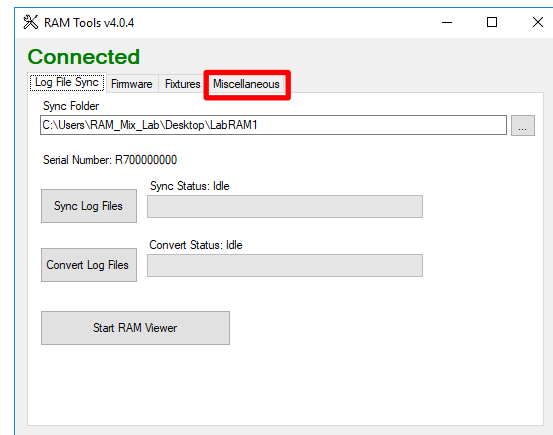 RAM Tools v4.0.4
Connected
Log File Sync Firmware Fixtures Miscellaneous
Sync Folder
C:\Users\RAM_Mix_Lab\Desktop\LabRAM1 ...
Serial Number: R700000000
Sync Status: Idle
Sync Log Files
Convert Status: Idle
Convert Log Files
Start RAM Viewer